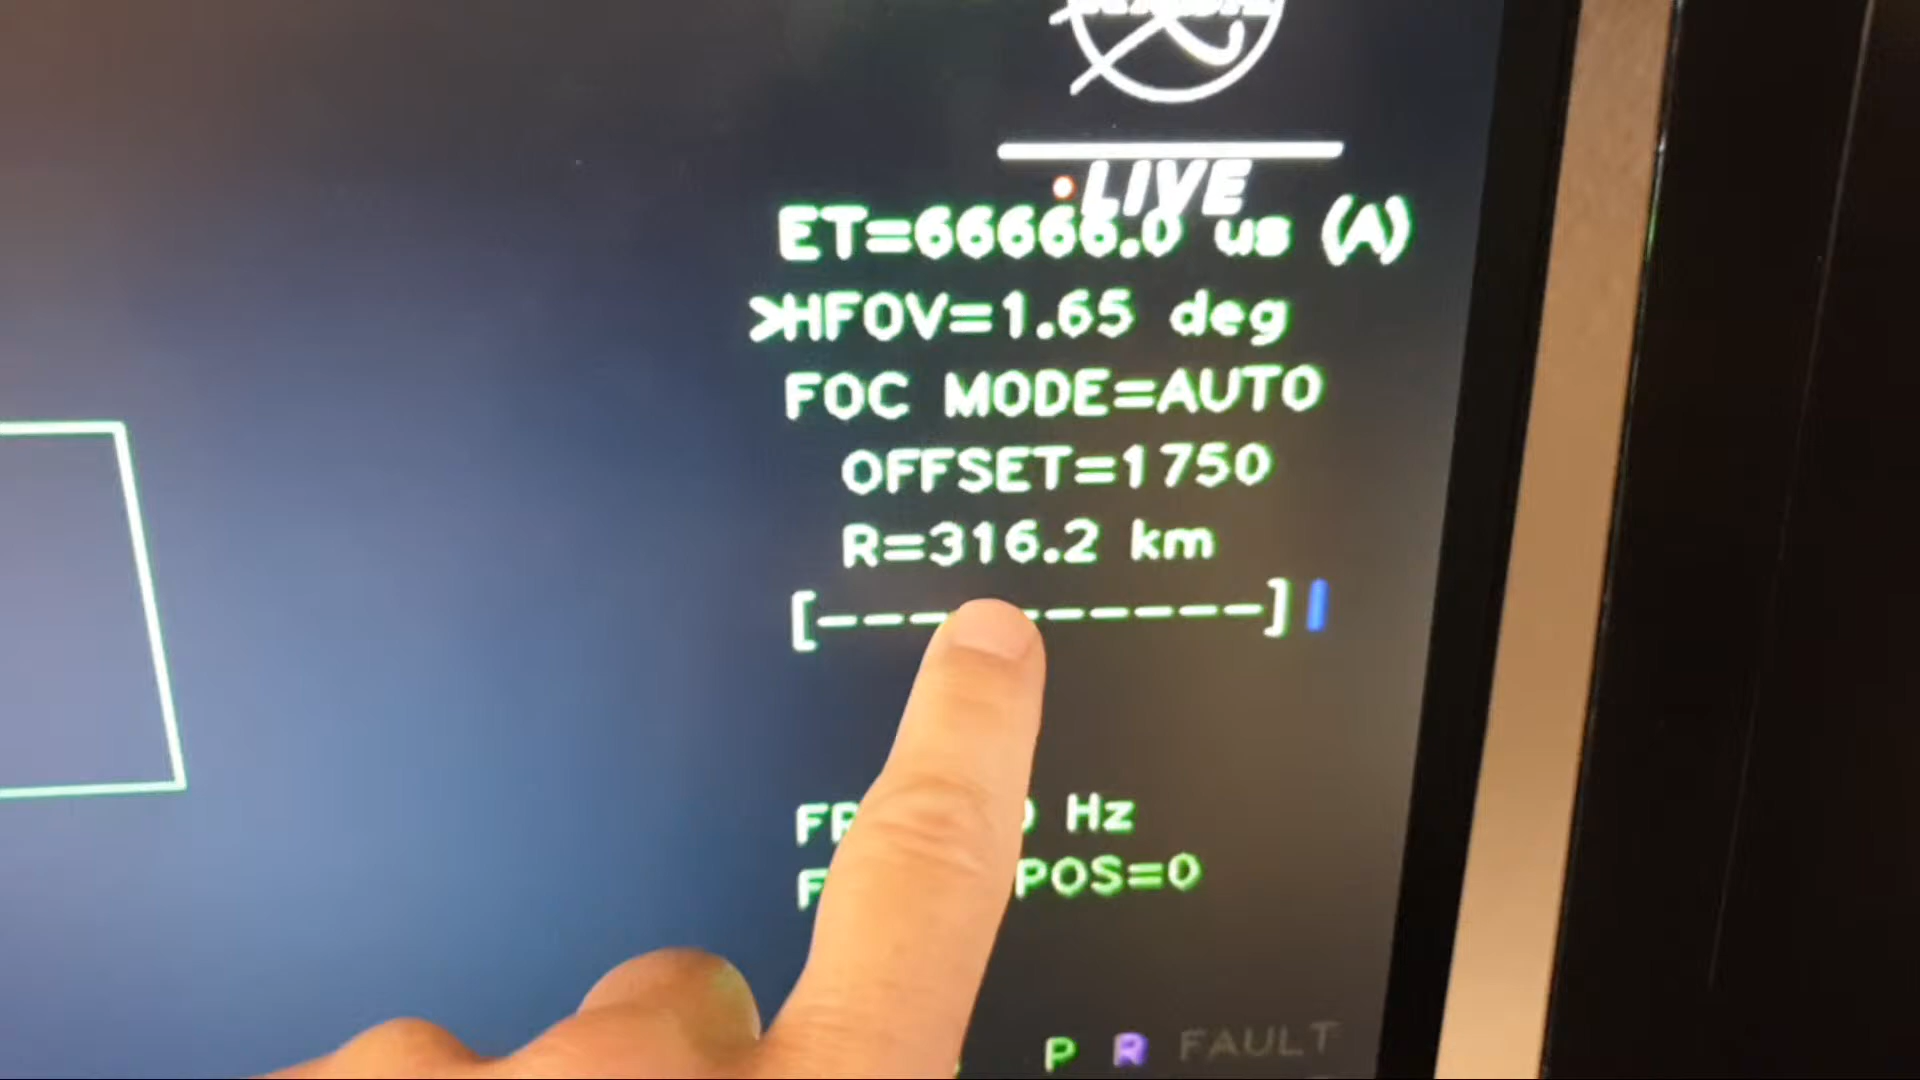 LIVE
ET=66666.0 us (A)
>HFOV=1.65 deg
FOC MODE=AUTO
OFFSET=1750
R=316.2 km
[-----------]
Hz
POS=0
P R FAULT